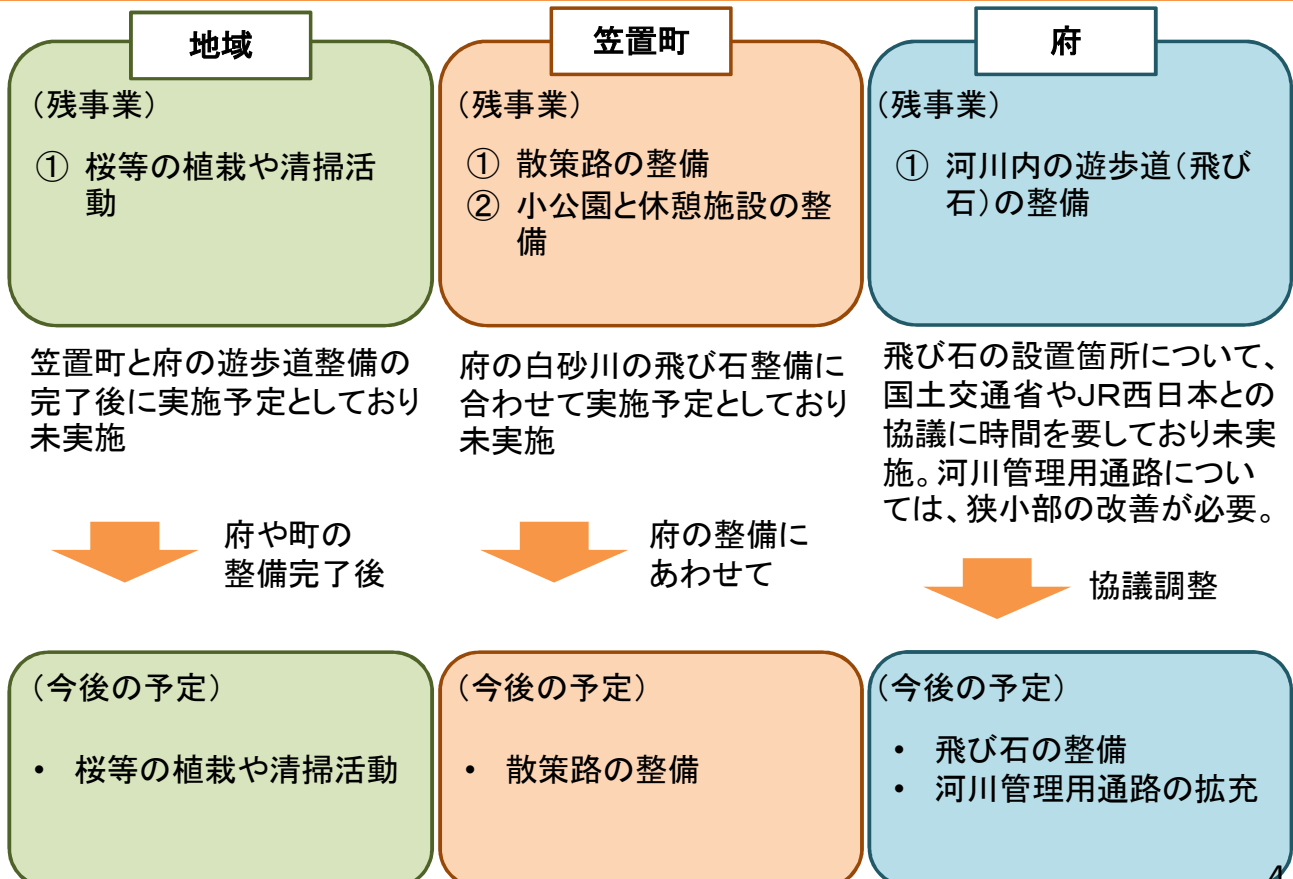 地域
(残事業)
① 桜等の植栽や清掃活
動
笠置町と府の遊歩道整備の
完了後に実施予定としており
未実施
府や町の
整備完了後
(今後の予定)
• 桜等の植栽や清掃活動
笠置町
(残事業)
① 散策路の整備
② 小公園と休憩施設の整
備
府の白砂川の飛び石整備に
合わせて実施予定としており
未実施
府の整備に
あわせて
(今後の予定)
• 散策路の整備
府
(残事業)
① 河川内の遊歩道(飛び
石)の整備
飛び石の設置箇所について、
国土交通省やJR西日本との
協議に時間を要しており未実
施。河川管理用通路につい
ては、狭小部の改善が必要。
協議調整
(今後の予定)
• 飛び石の整備
• 河川管理用通路の拡充
4